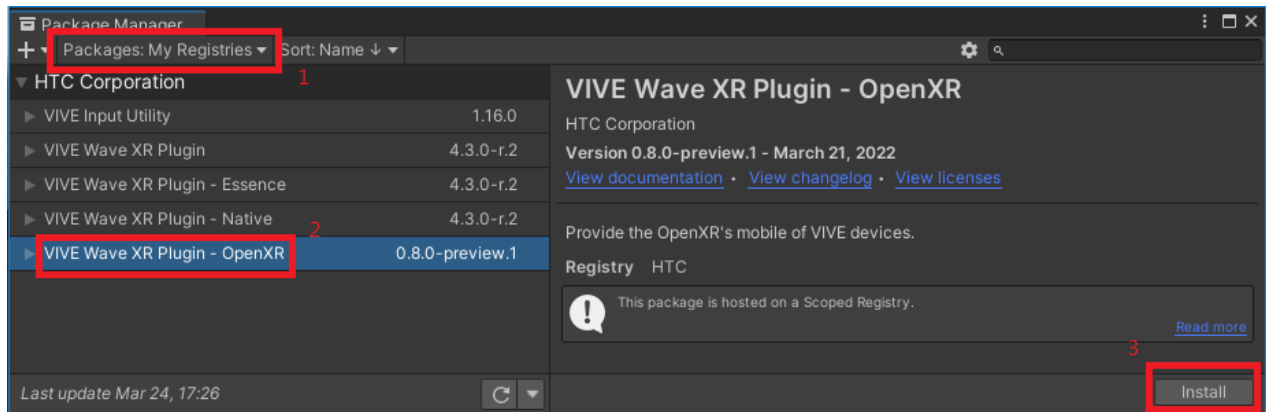 Package Manager
Packages: My Registries
Sort: Name ↓
1
HTC Corporation
VIVE Input Utility 1.16.0
VIVE Wave XR Plugin 4.3.0-r.2
VIVE Wave XR Plugin - Essence 4.3.0-r.2
VIVE Wave XR Plugin - Native 4.3.0-r.2
2
VIVE Wave XR Plugin - OpenXR 0.8.0-preview.1
Last update Mar 24, 17:26
VIVE Wave XR Plugin - OpenXR
HTC Corporation
Version 0.8.0-preview.1 - March 21, 2022
View documentation • View changelog • View licenses
Provide the OpenXR's mobile of VIVE devices.
Registry HTC
This package is hosted on a Scoped Registry.
Read more
3
Install